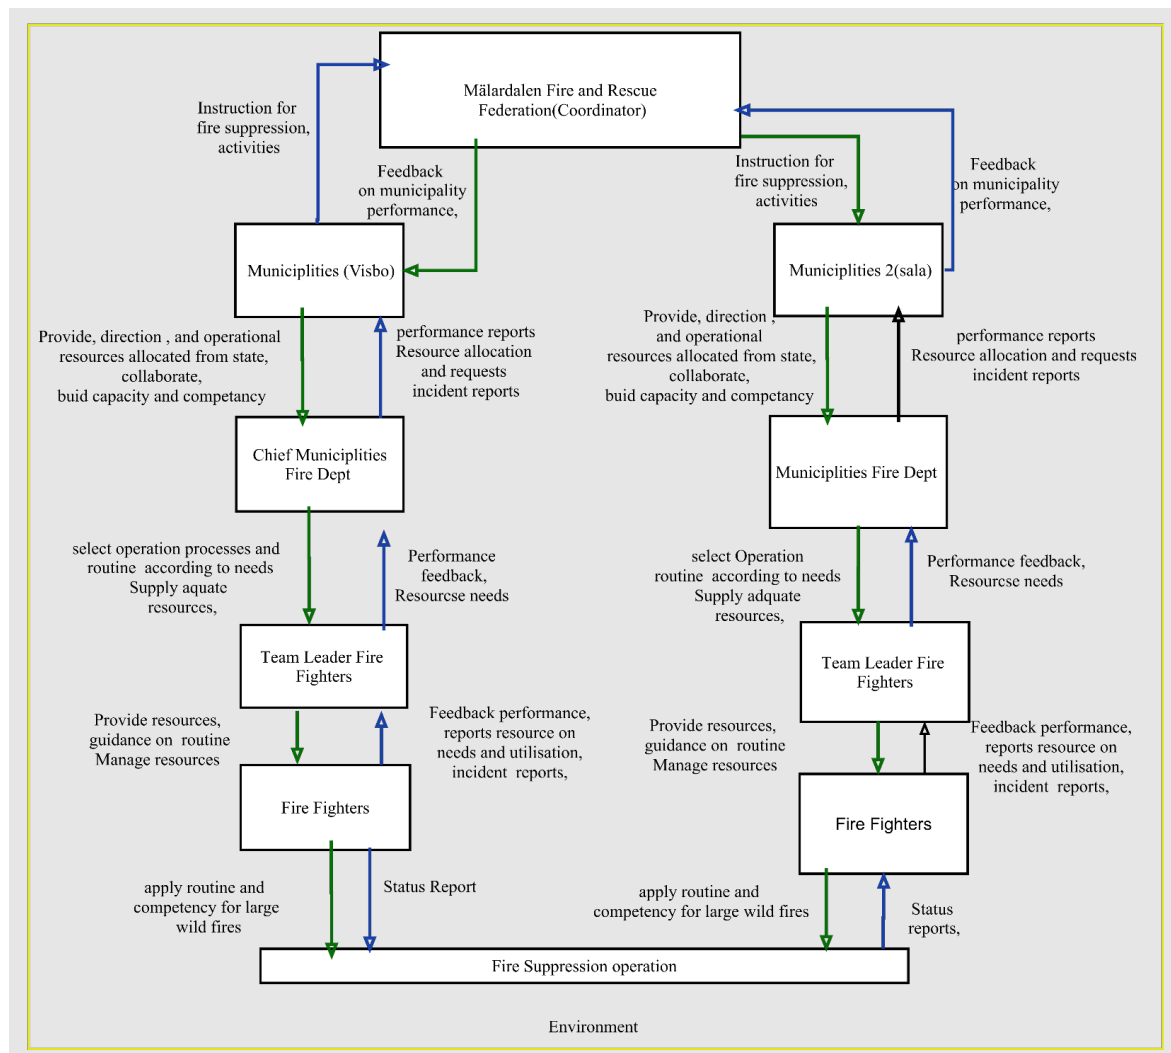 Mälardalen Fire and Rescue
Federation(Coordinator)
Instruction for
fire suppression,
activities
Feedback
on municipality
performance,
Instruction for
fire suppression,
activities
Feedback
on municipality
performance,
Municiplities (Visbo)
Municiplities 2(sala)
Provide, direction , and operational
resources allocated from state,
collaborate,
buid capacity and competancy
performance reports
Resource allocation
and requests
incident reports
Provide, direction ,
and operational
resources allocated from state,
collaborate,
buid capacity and competancy
performance reports
Resource allocation and requests
incident reports
Chief Municiplities
Fire Dept
Municiplities Fire Dept
select operation processes and
routine according to needs
Supply aquate
resources,
Performance
feedback,
Resourcse needs
select Operation
routine according to needs
Supply adquate
resources,
Performance feedback,
Resourcse needs
Team Leader Fire
Fighters
Team Leader Fire
Fighters
Provide resources,
guidance on routine
Manage resources
Feedback performance,
reports resource on
needs and utilisation,
incident reports,
Provide resources,
guidance on routine
Manage resources
Feedback performance,
reports resource on
needs and utilisation,
incident reports,
Fire Fighters
Fire Fighters
apply routine and
competency for large
wild fires
Status Report
apply routine and
competency for large wild fires
Status
reports,
Fire Suppression operation
Environment